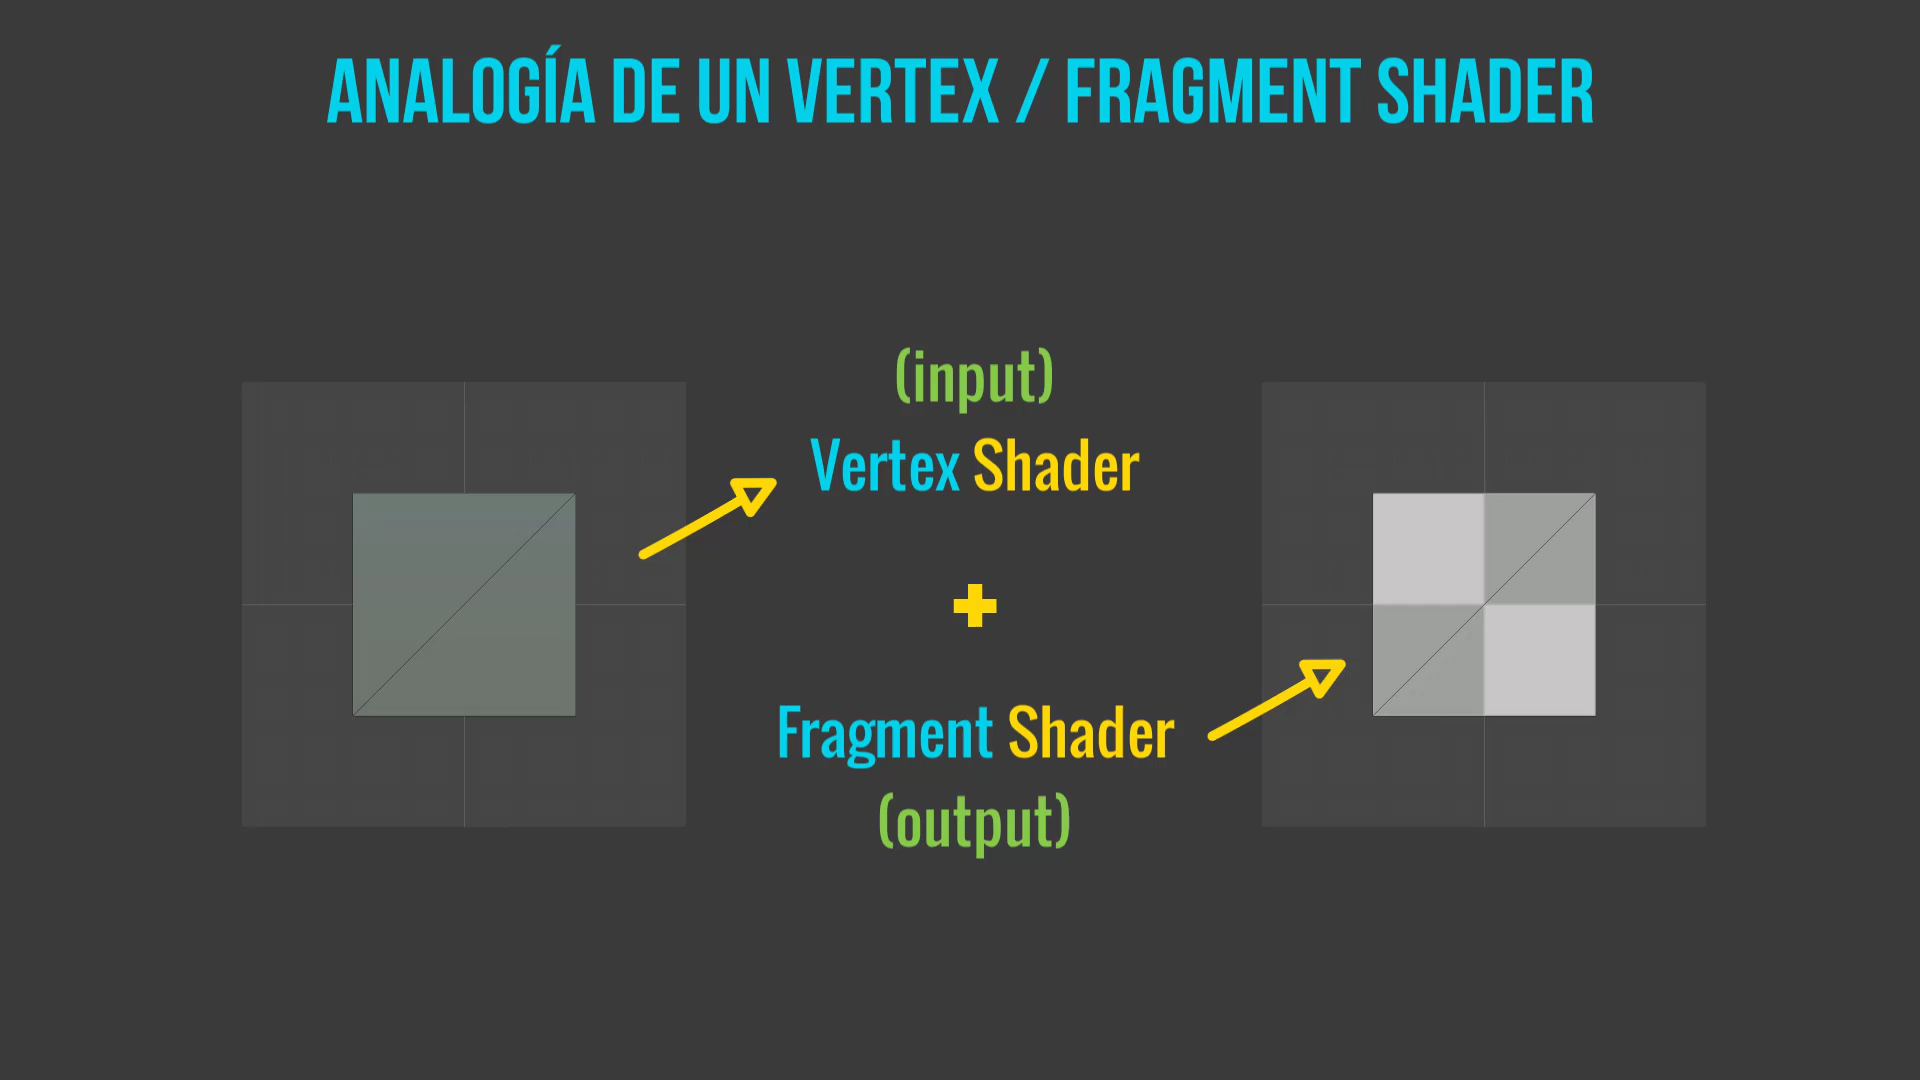 ANALOGÍA DE UN VERTEX / FRAGMENT SHADER
(input)
Vertex Shader
+
Fragment Shader
(output)